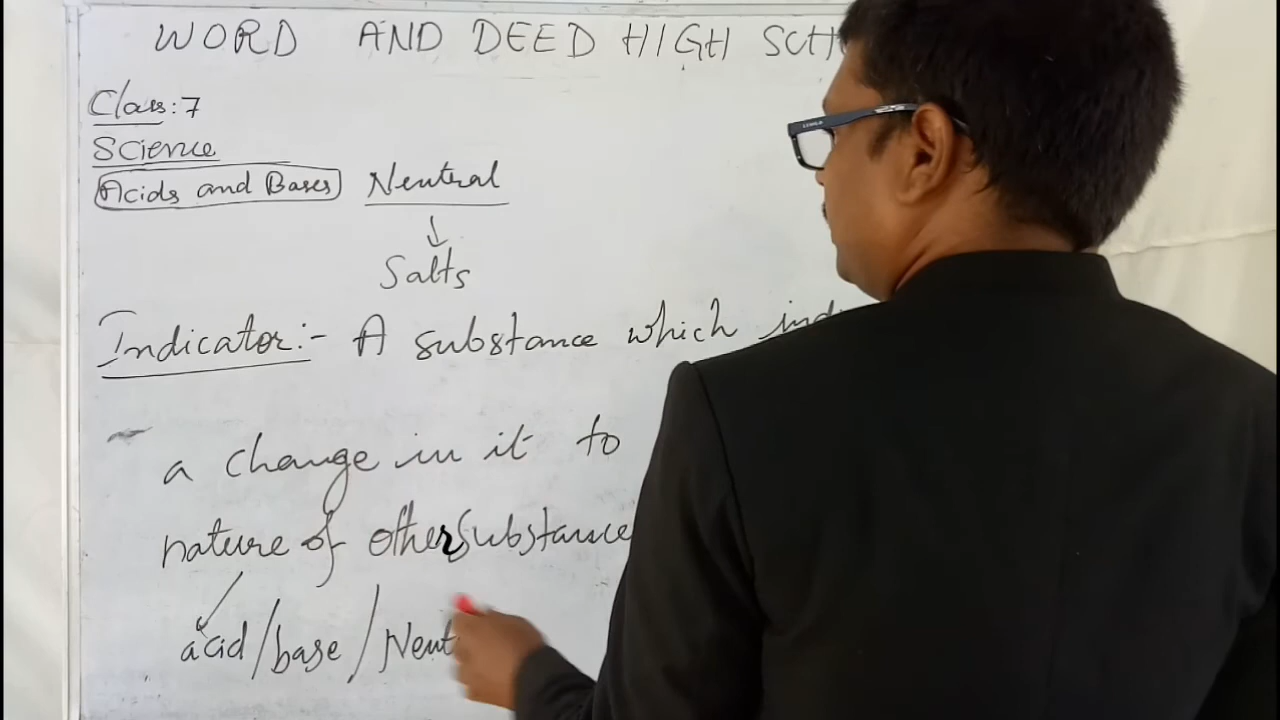 WORD AND DEED HIGH SCH
Class: 7
Science
Acids and Bases Neutral
↓
Salts
Indicator:- A substance which ind
a change in it to
nature of other substance
acid/base/Neut